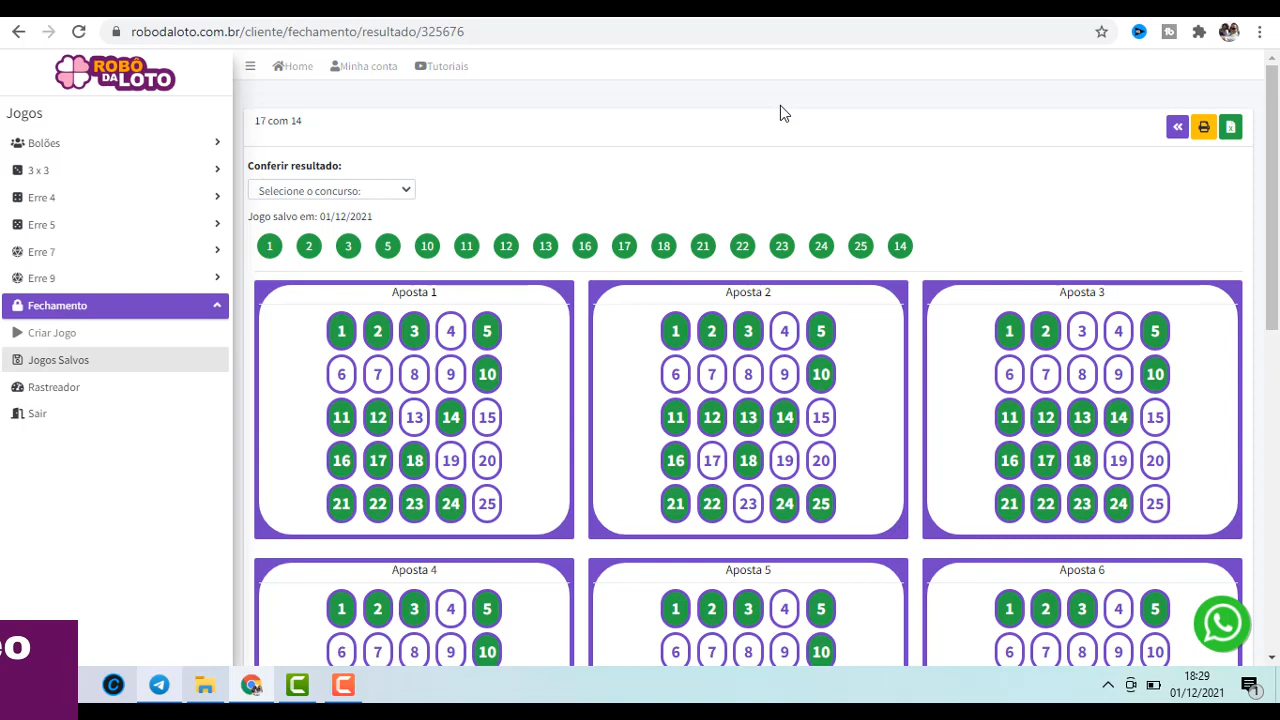 robodaloto.com.br/cliente/fechamento/resultado/325676
ROBÔ DA LOTO
Home Minha conta Tutoriais
Jogos
Bolões
3 x 3
Erre 4
Erre 5
Erre 7
Erre 9
Fechamento
Criar Jogo
Jogos Salvos
Rastreador
Sair
17 com 14
Conferir resultado:
Selecione o concurso:
Jogo salvo em: 01/12/2021
1 2 3 5 10 11 12 13 16 17 18 21 22 23 24 25 14
Aposta 1
1 2 3 4 5
6 7 8 9 10
11 12 13 14 15
16 17 18 19 20
21 22 23 24 25
Aposta 2
1 2 3 4 5
6 7 8 9 10
11 12 13 14 15
16 17 18 19 20
21 22 23 24 25
Aposta 3
1 2 3 4 5
6 7 8 9 10
11 12 13 14 15
16 17 18 19 20
21 22 23 24 25
Aposta 4
1 2 3 4 5
6 7 8 9 10
Aposta 5
1 2 3 4 5
6 7 8 9 10
Aposta 6
1 2 3 4 5
6 7 8 9 10
eo
18:29
01/12/2021
1